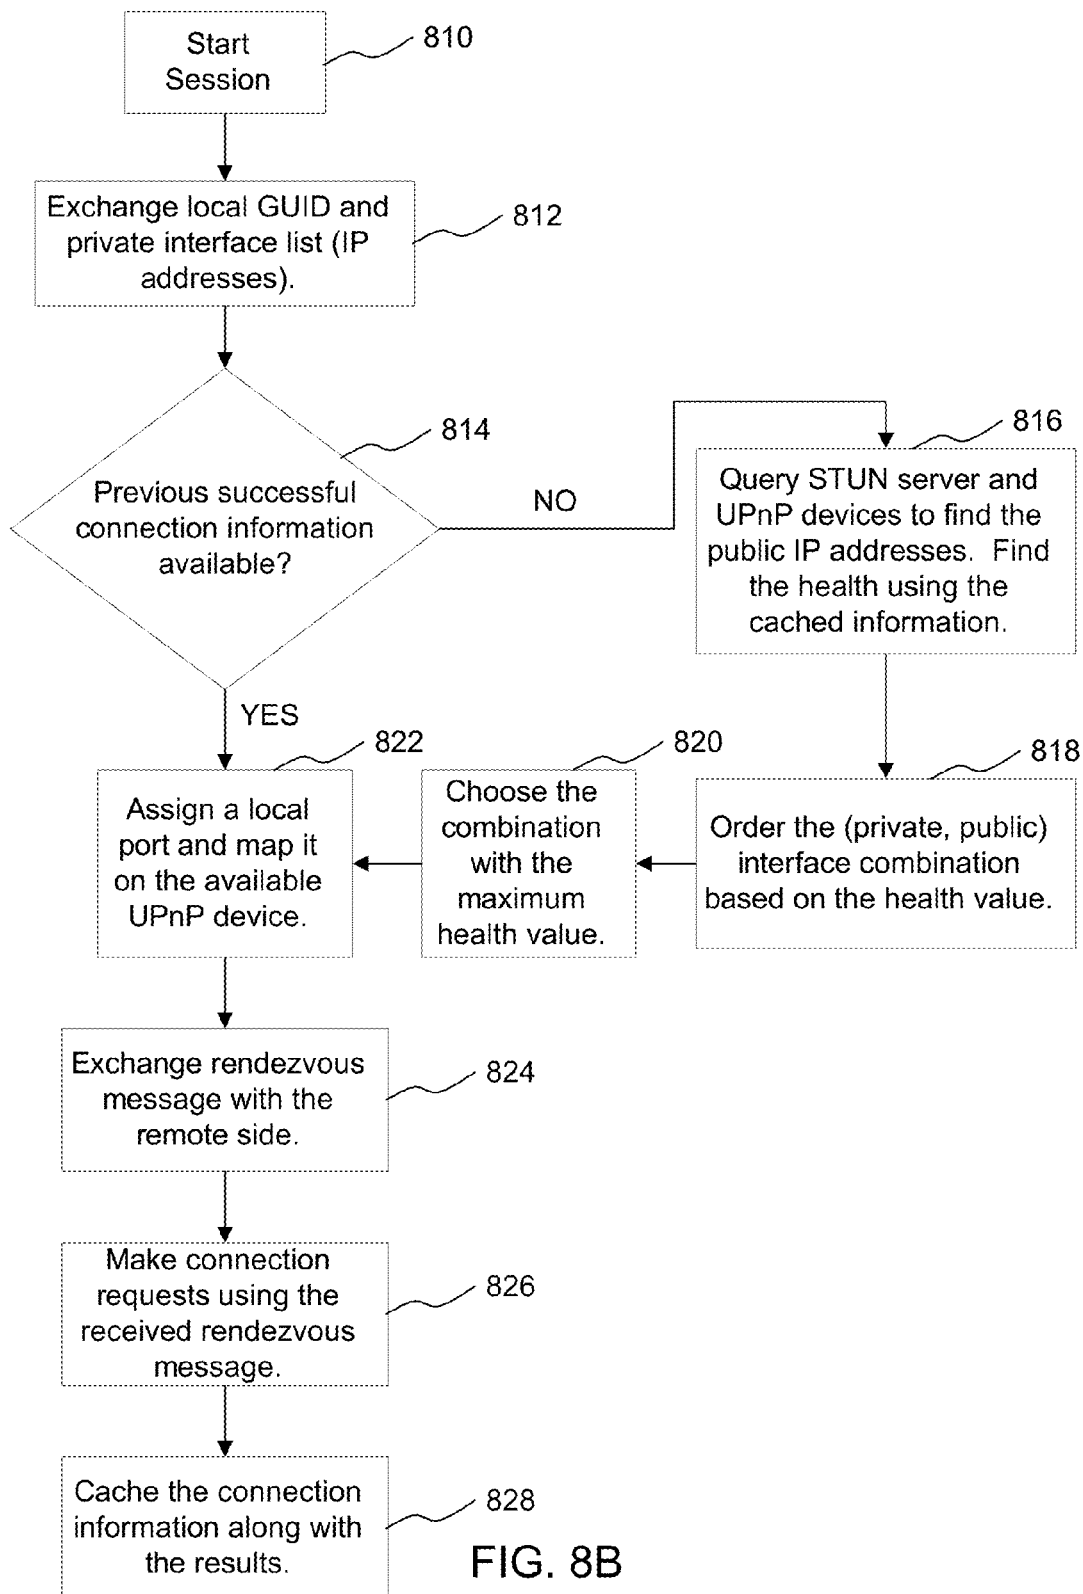 Start
Session
810
Exchange local GUID and
private interface list (IP
addresses).
812
Previous successful
connection information
available?
814
NO
YES
816
Query STUN server and
UPnP devices to find the
public IP addresses.  Find
the health using the
cached information.
818
Order the (private, public)
interface combination
based on the health value.
820
Choose the
combination
with the
maximum
health value.
822
Assign a local
port and map it
on the available
UPnP device.
Exchange rendezvous
message with the
remote side.
824
Make connection
requests using the
received rendezvous
message.
826
Cache the connection
information along with
the results.
828
FIG. 8B